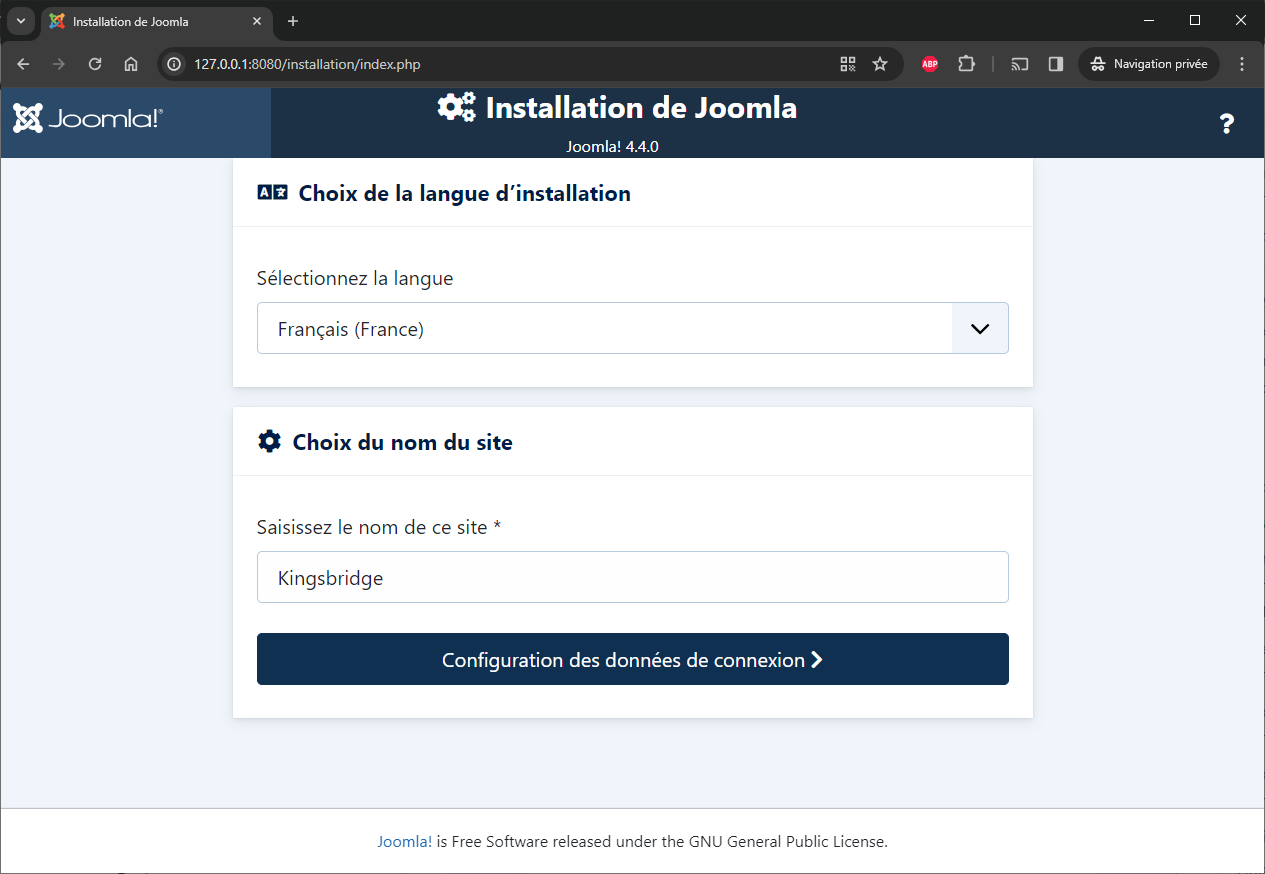 Installation de Joomla
127.0.0.1:8080/installation/index.php
ABP
Navigation privée
Joomla!®
Installation de Joomla
Joomla! 4.4.0
?
Choix de la langue d’installation
Sélectionnez la langue
Français (France)
Choix du nom du site
Saisissez le nom de ce site *
Kingsbridge
Configuration des données de connexion
Joomla! is Free Software released under the GNU General Public License.